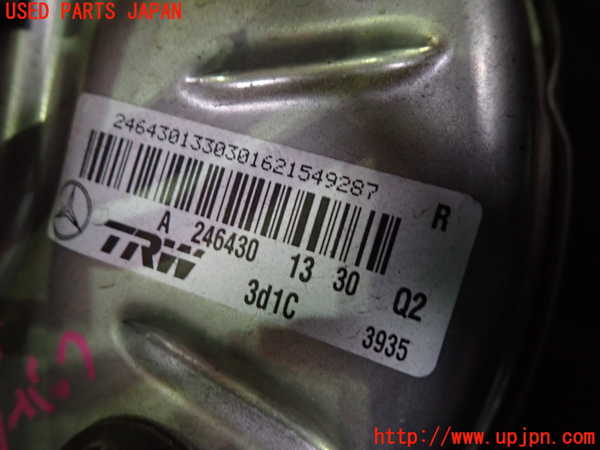 USED PARTS JAPAN
2464301330301621549287
R
A 246430 13 30 Q2
TRW
3d1C
3935
http://www.upjpn.com/